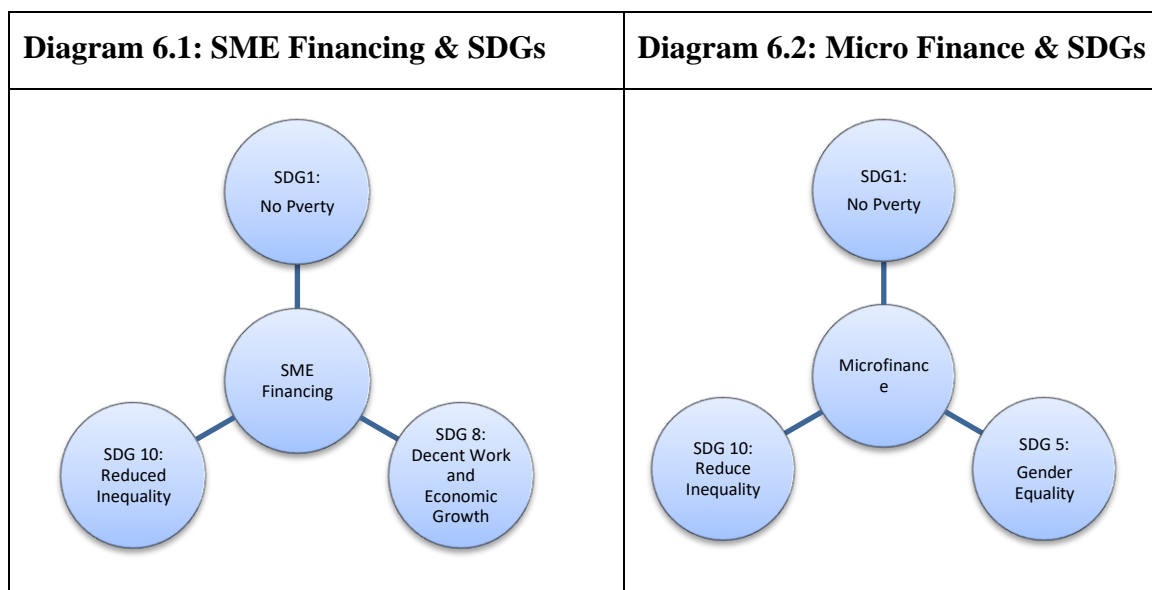 Diagram 6.1: SME Financing & SDGs
Diagram 6.2: Micro Finance & SDGs
SDG1:
No Pverty
SME
Financing
SDG 10:
Reduced
Inequality
SDG 8:
Decent Work
and
Economic
Growth
SDG1:
No Pverty
Microfinanc
e
SDG 10:
Reduce
Inequality
SDG 5:
Gender
Equality